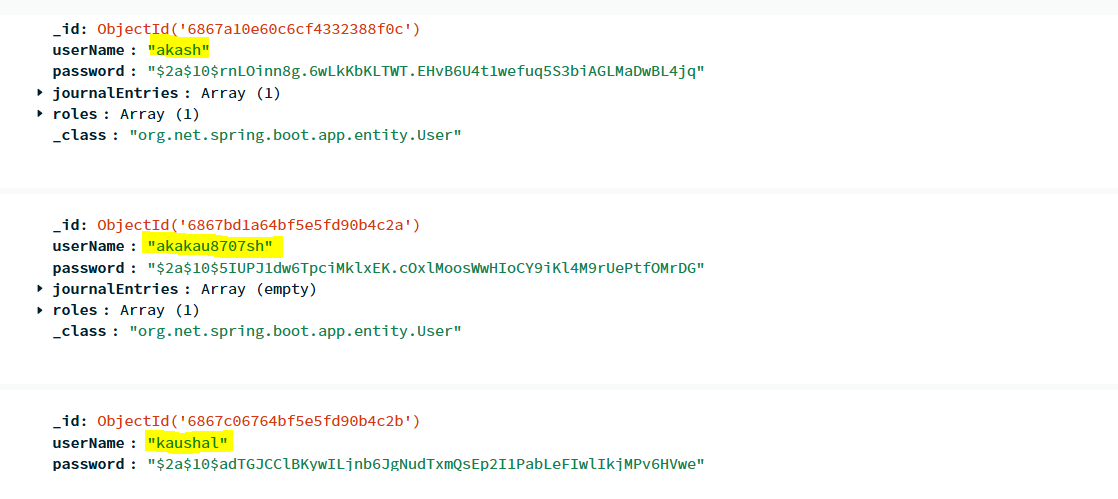 _id: ObjectId('6867a10e60c6cf4332388f0c')
userName : "akash"
password : "$2a$10$rnLOinn8g.6wLkKbKLTWT.EHvB6U4t1wefuq5S3biAGLMaDwBL4jq"
journalEntries : Array (1)
roles : Array (1)
_class : "org.net.spring.boot.app.entity.User"
_id: ObjectId('6867bd1a64bf5e5fd90b4c2a')
userName : "akakau8707sh"
password : "$2a$10$5IUPJ1dw6TpciMklxEK.cOxlMoosWwHIoCY9iKl4M9rUePtfOMrDG"
journalEntries : Array (empty)
roles : Array (1)
_class : "org.net.spring.boot.app.entity.User"
_id: ObjectId('6867c06764bf5e5fd90b4c2b')
userName : "kaushal"
password : "$2a$10$adTGJCClBKywILjnb6JgNudTxmQsEp2I1PabLeFIwlIkjMPv6HVwe"